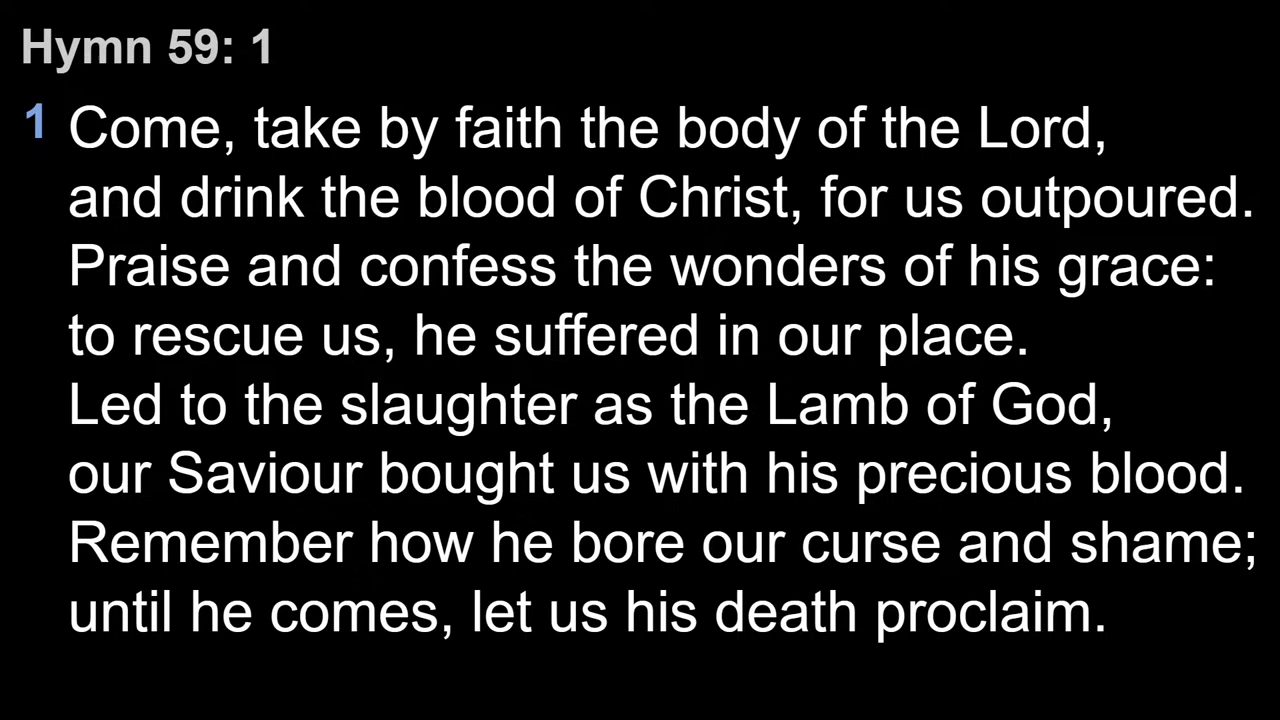 Hymn 59: 1
1 Come, take by faith the body of the Lord,
and drink the blood of Christ, for us outpoured.
Praise and confess the wonders of his grace:
to rescue us, he suffered in our place.
Led to the slaughter as the Lamb of God,
our Saviour bought us with his precious blood.
Remember how he bore our curse and shame;
until he comes, let us his death proclaim.